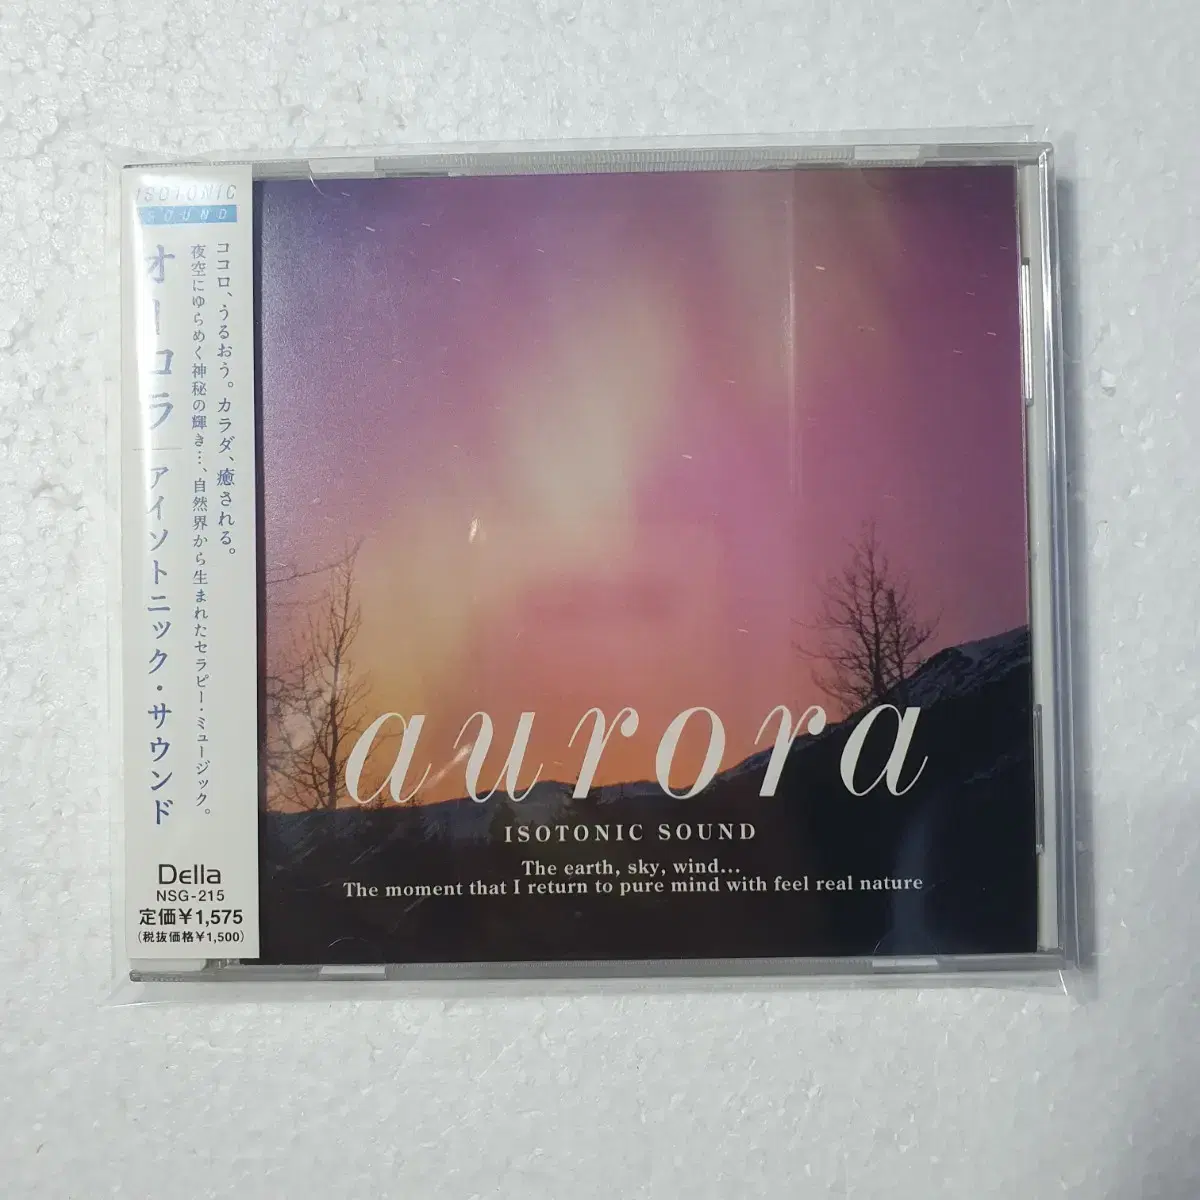 ISOTONIC
SOUND
ココロ、うるおう。カラダ、癒される。
夜空にゆらめく神秘の輝き…、自然界から生まれたセラピー・ミュージック。
オーロラ
アイソトニック・サウンド
Della
NSG-215
定価¥1,575
(税抜価格¥1,500)
aurora
ISOTONIC SOUND
The earth, sky, wind...
The moment that I return to pure mind with feel real nature